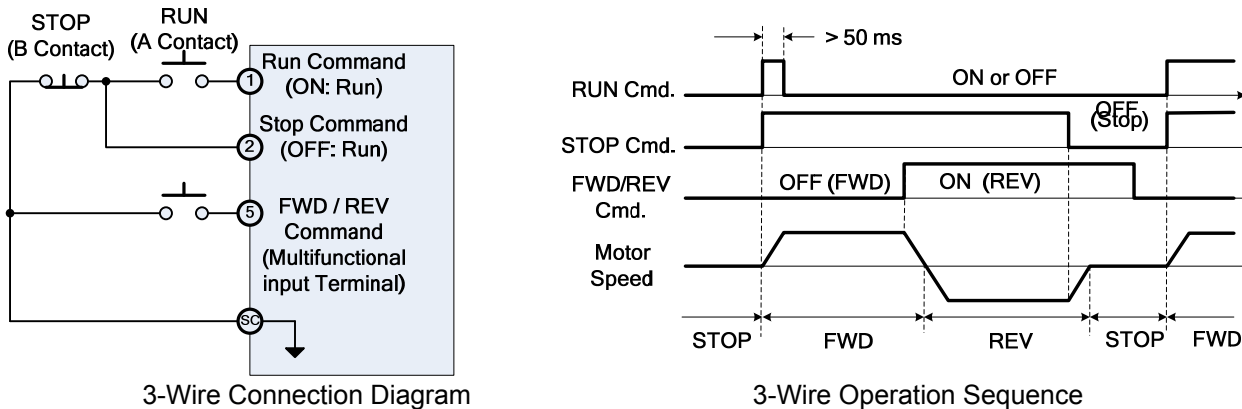 STOP
(B Contact)
RUN
(A Contact)
1
Run Command
(ON: Run)
2
Stop Command
(OFF: Run)
5
FWD / REV
Command
(Multifunctional
input Terminal)
SC
3-Wire Connection Diagram
> 50 ms
RUN Cmd.
ON or OFF
STOP Cmd.
OFF
(Stop)
FWD/REV
Cmd.
OFF (FWD)
ON (REV)
Motor
Speed
STOP
FWD
REV
STOP
FWD
3-Wire Operation Sequence